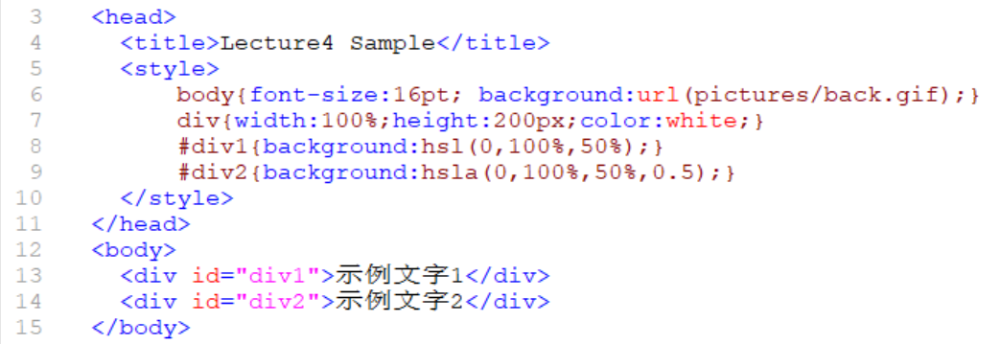 3 <head>
4 <title>Lecture4 Sample</title>
5 <style>
6 body{font-size:16pt; background:url(pictures/back.gif);}
7 div{width:100%;height:200px;color:white;}
8 #div1{background:hsl(0,100%,50%);}
9 #div2{background:hsla(0,100%,50%,0.5);}
10 </style>
11 </head>
12 <body>
13 <div id="div1">示例文字1</div>
14 <div id="div2">示例文字2</div>
15 </body>